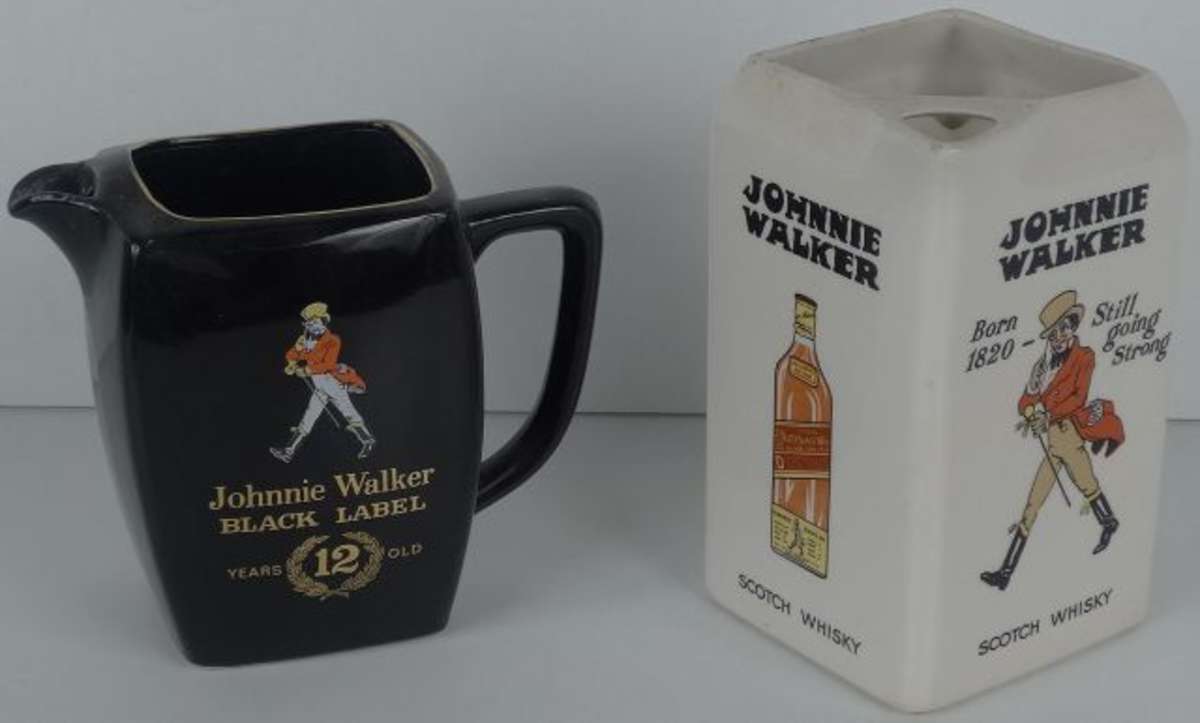 Johnnie Walker
BLACK LABEL
YEARS 12 OLD
JOHNNIE
WALKER
SCOTCH WHISKY
JOHNNIE
WALKER
Born
1820 –
Still
going
Strong
SCOTCH WHISKY